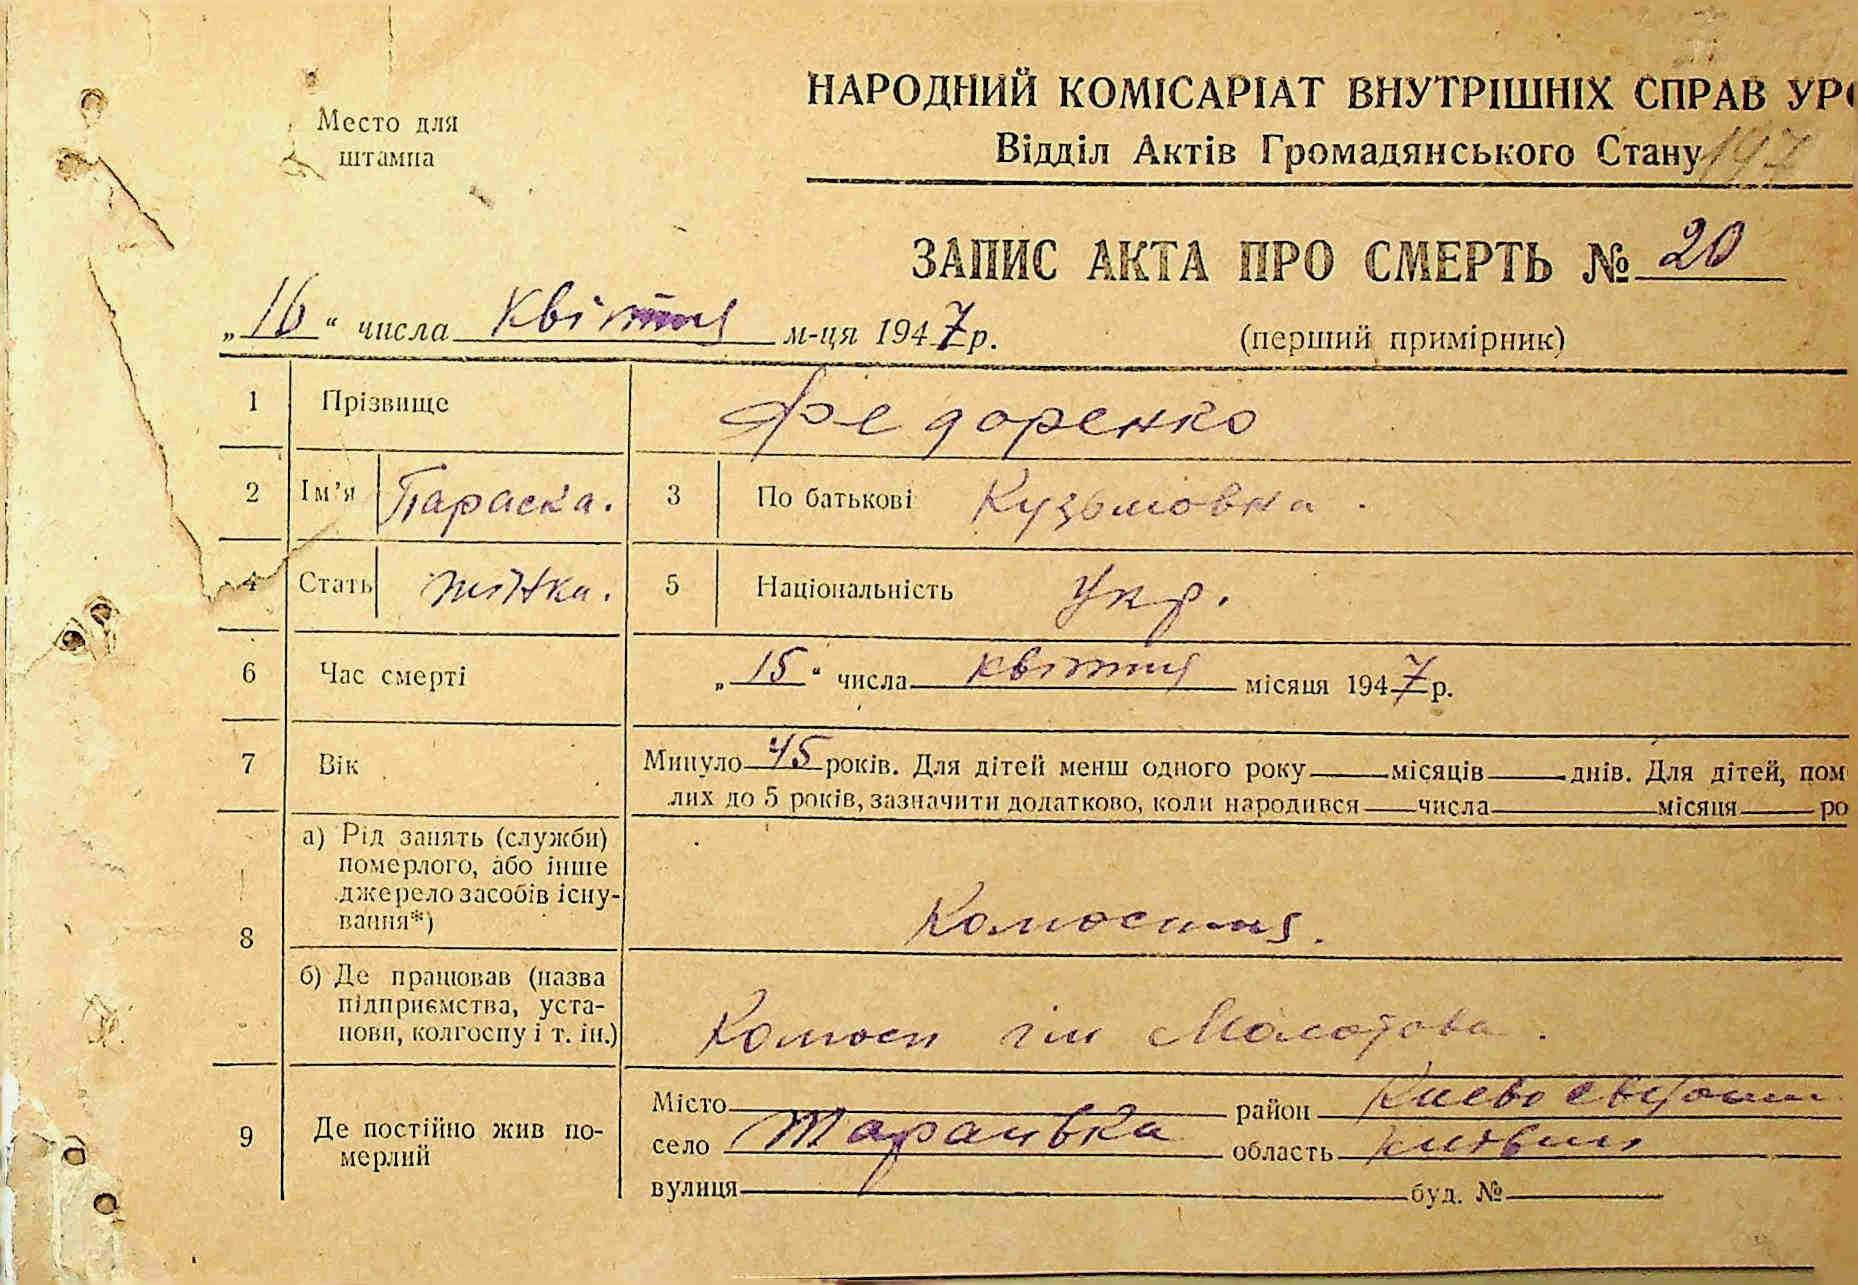 Место для
штампа
НАРОДНИЙ КОМІСАРІАТ ВНУТРІШНІХ СПРАВ УР
Відділ Актів Громадянського Стану
197
ЗАПИС АКТА ПРО СМЕРТЬ № 20
„16“ числа квітня м-ця 1947 р.
(перший примірник)
1 Прізвище Федоренко
2 Ім'я Параска. 3 По батькові Кузьмовна.
4 Стать жінка. 5 Національність Укр.
6 Час смерті „15“ числа квітня місяця 1947 р.
7 Вік Минуло 45 років. Для дітей менш одного року місяців днів. Для дітей, пом
лих до 5 років, зазначити додатково, коли народився числа місяця ро
8 а) Рід занять (служби)
померлого, або інше
джерело засобів існу-
вання*)
б) Де працював (назва
підприємства, уста-
нови, колгоспу і т. ін.)
Молотова.
9 Де постійно жив по-
мерлий
Місто район
село область
вулиця буд. №